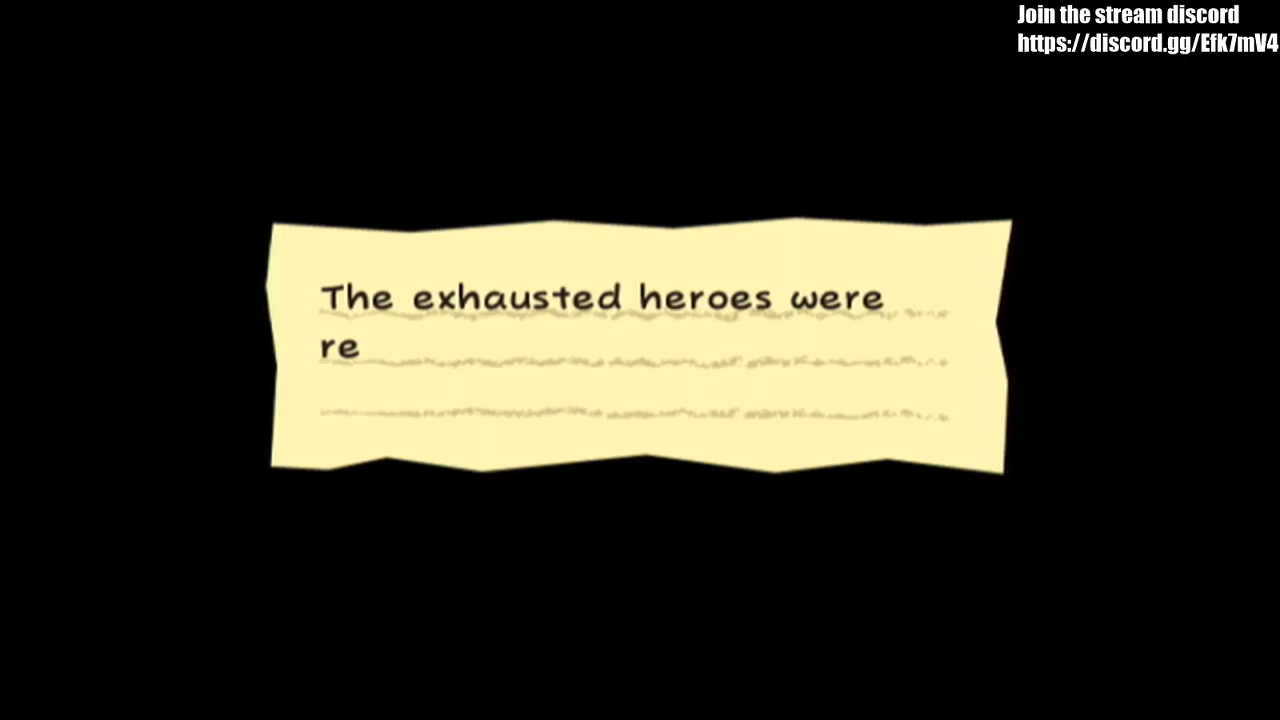 Join the stream discord
https://discord.gg/Efk7mV4
The exhausted heroes were
re